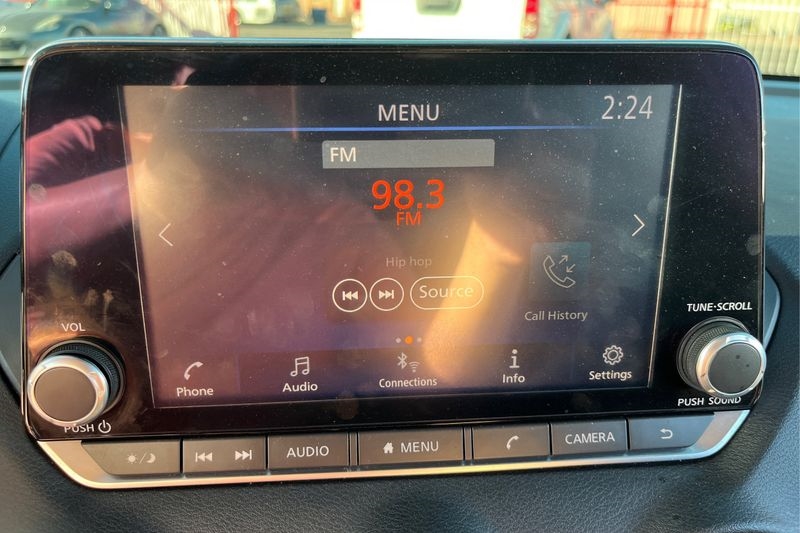 MENU
2:24
FM
98.3
FM
Hip hop
Source
Call History
Phone
Audio
Connections
Info
Settings
VOL
PUSH
TUNE·SCROLL
PUSH SOUND
AUDIO
MENU
CAMERA